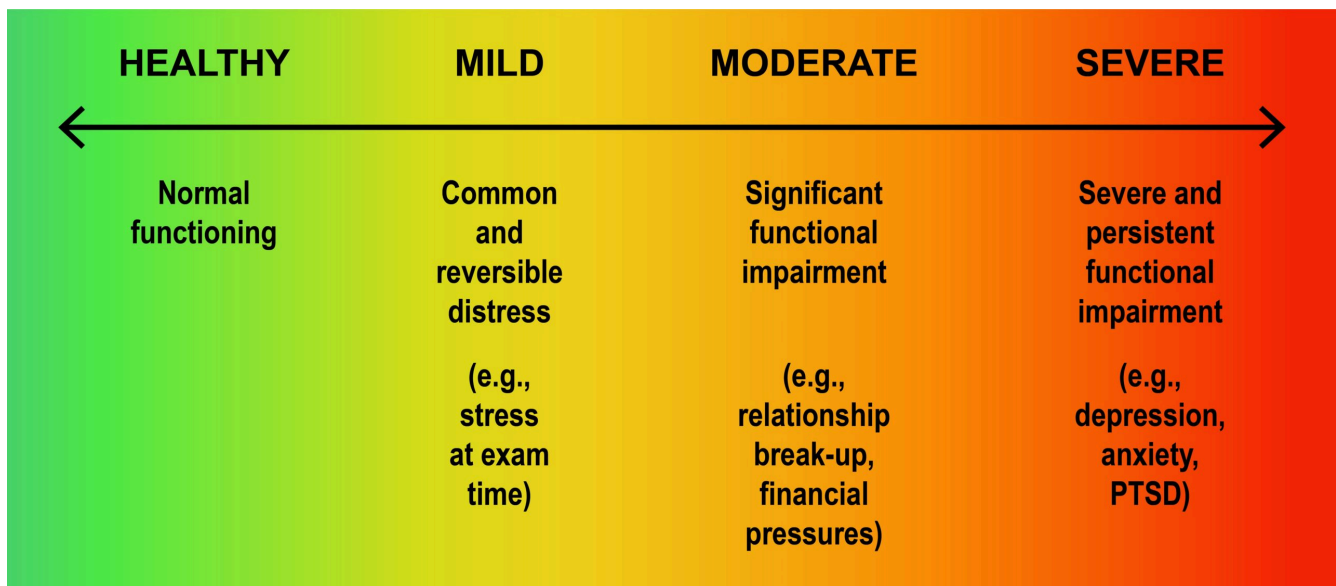 HEALTHY
MILD
MODERATE
SEVERE
Normal
functioning
Common
and
reversible
distress
(e.g.,
stress
at exam
time)
Significant
functional
impairment
(e.g.,
relationship
break-up,
financial
pressures)
Severe and
persistent
functional
impairment
(e.g.,
depression,
anxiety,
PTSD)